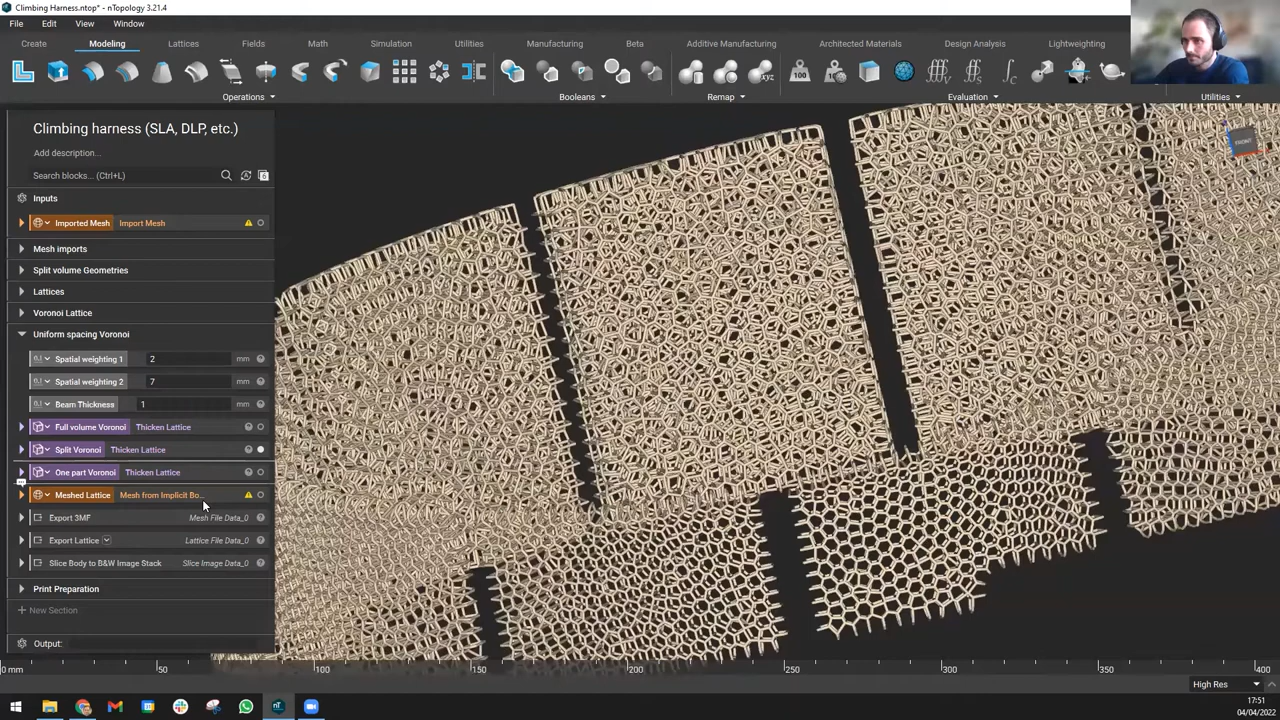 Climbing Harness.ntop* - nTopology 3.21.4
File Edit View Window
Create Modeling Lattices Fields Math Simulation Utilities Manufacturing Beta Additive Manufacturing Architected Materials Design Analysis Lightweighting
Operations Booleans Remap Evaluation Utilities
Climbing harness (SLA, DLP, etc.)
Add description...
Search blocks... (Ctrl+L)
Inputs
Imported Mesh Import Mesh
Mesh imports
Split volume Geometries
Lattices
Voronoi Lattice
Uniform spacing Voronoi
Spatial weighting 1 2 mm
Spatial weighting 2 7 mm
Beam Thickness 1 mm
Full volume Voronoi Thicken Lattice
Split Voronoi Thicken Lattice
One part Voronoi Thicken Lattice
Meshed Lattice Mesh from Implicit Bo...
Export 3MF Mesh File Data_0
Export Lattice Lattice File Data_0
Slice Body to B&W Image Stack Slice Image Data_0
Print Preparation
New Section
Output:
0 mm 50 100 150 200 250 300 350 400
High Res
17:51
04/04/2022
FRONT